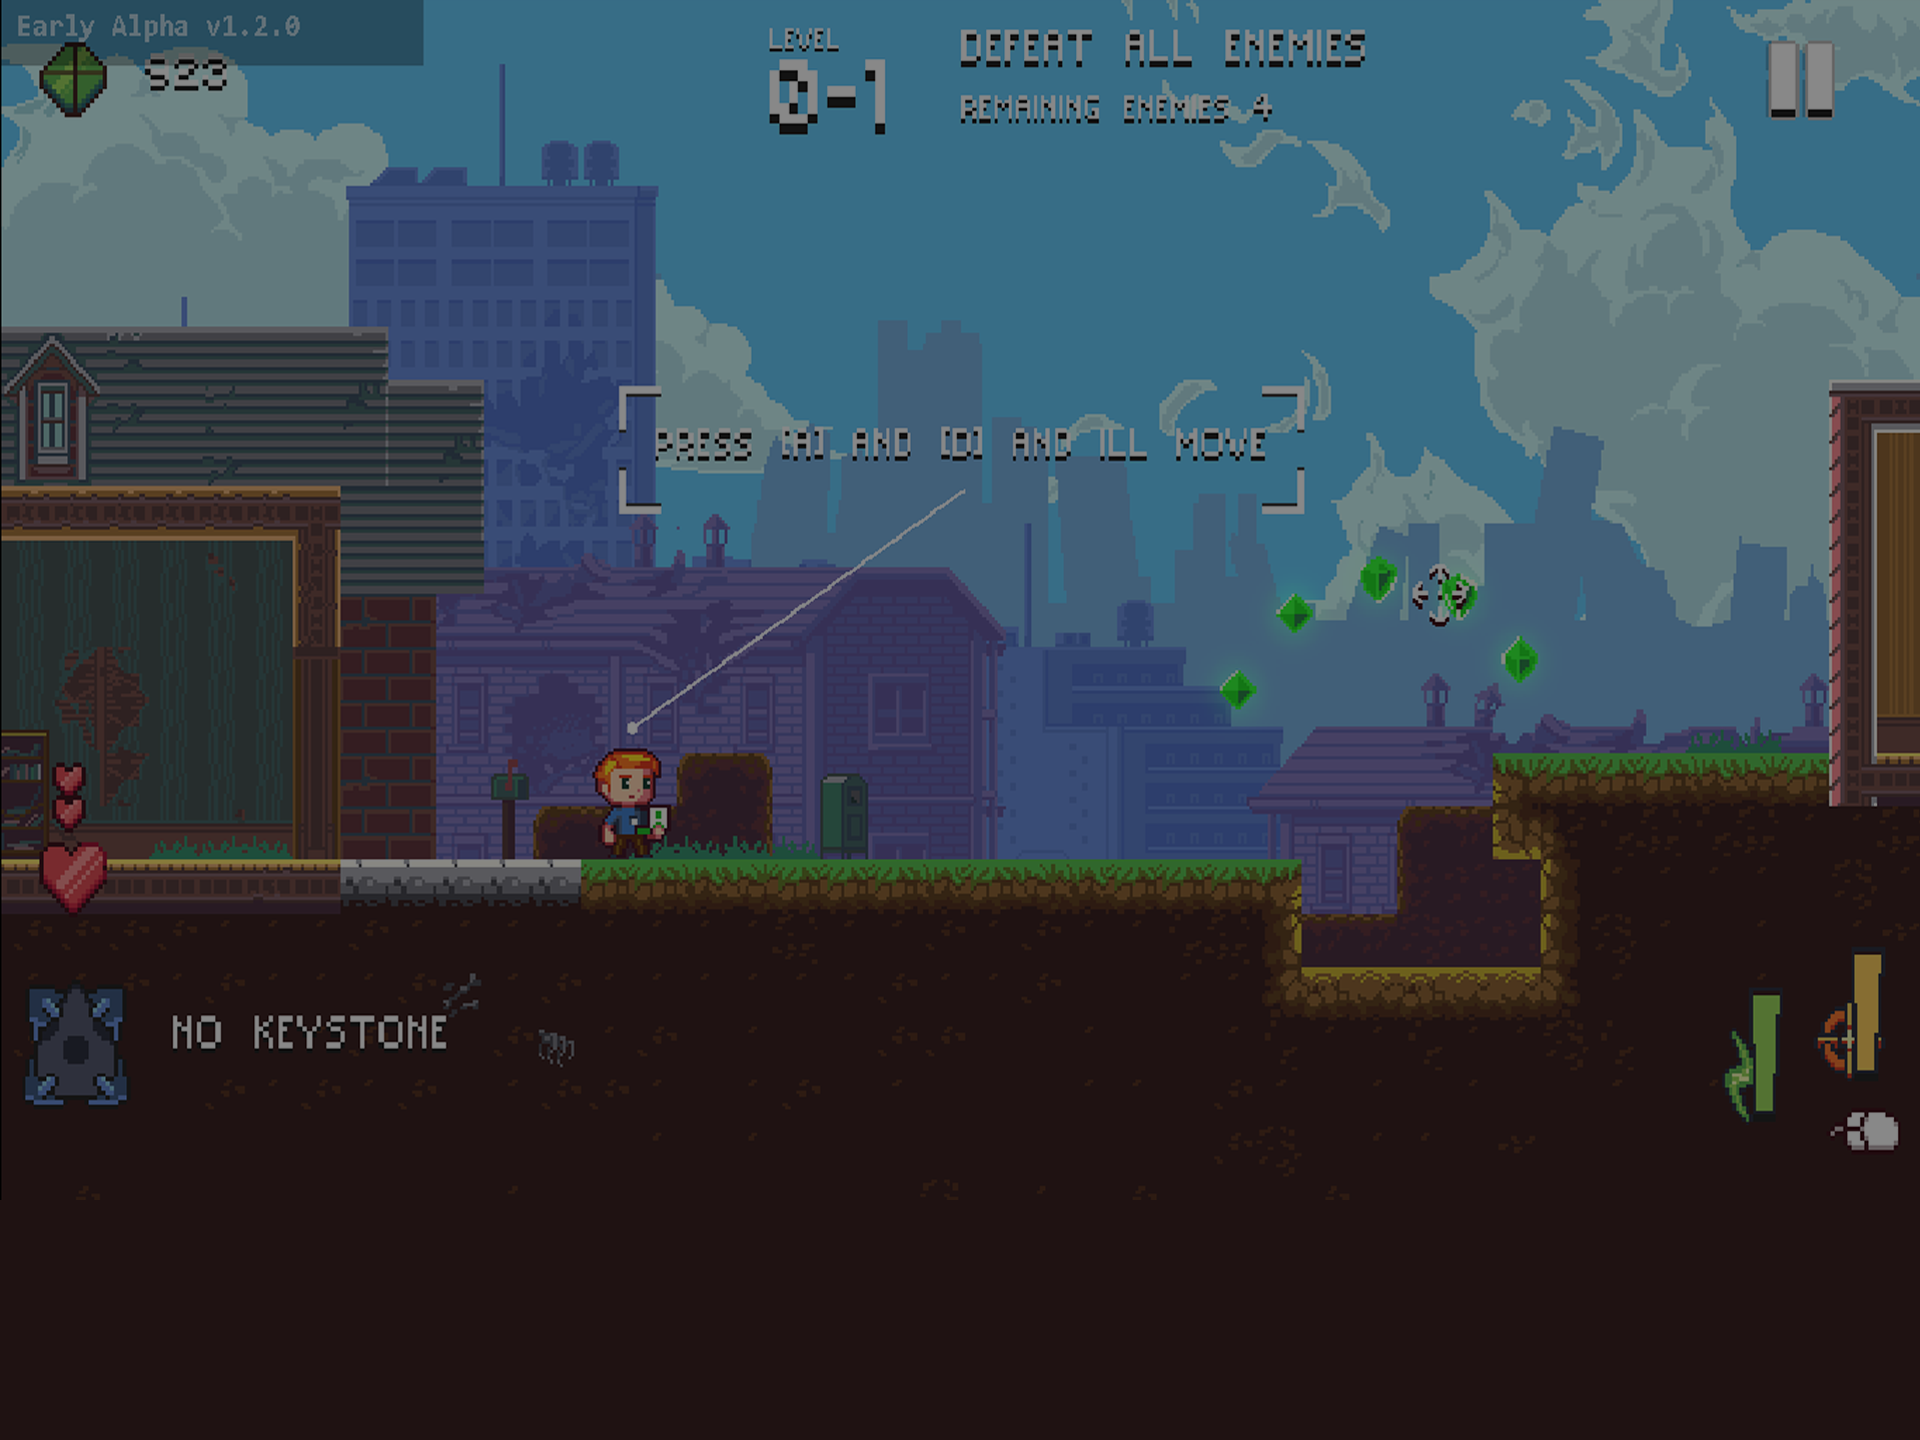 Early Alpha v1.2.0
523
LEVEL
0-1
DEFEAT ALL ENEMIES
REMAINING ENEMIES 4
PRESS [A] AND [D] AND ILL MOVE
NO KEYSTONE